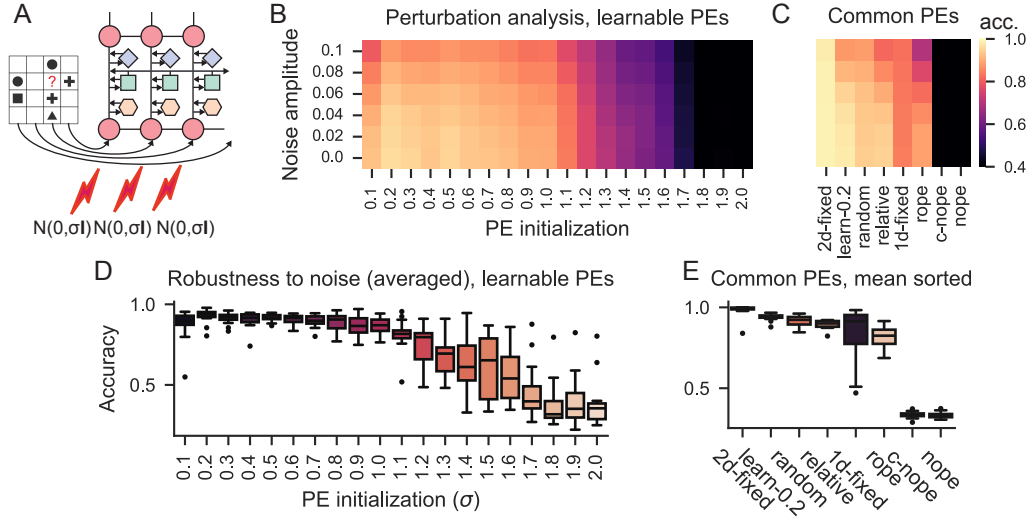 A
?
N(0,σI) N(0,σI) N(0,σI)
B
Perturbation analysis, learnable PEs
Noise amplitude
0.1
0.08
0.06
0.04
0.02
0.0
0.1 0.2 0.3 0.4 0.5 0.6 0.7 0.8 0.9 1.0 1.1 1.2 1.3 1.4 1.5 1.6 1.7 1.8 1.9 2.0
PE initialization
C
Common PEs
acc.
1.0
0.8
0.6
0.4
2d-fixed
learn-0.2
random
relative
1d-fixed
rope
c-nope
nope
D
Robustness to noise (averaged), learnable PEs
Accuracy
1.0
0.5
0.1 0.2 0.3 0.4 0.5 0.6 0.7 0.8 0.9 1.0 1.1 1.2 1.3 1.4 1.5 1.6 1.7 1.8 1.9 2.0
PE initialization (σ)
E
Common PEs, mean sorted
1.0
0.5
2d-fixed
learn-0.2
random
relative
1d-fixed
rope
c-nope
nope